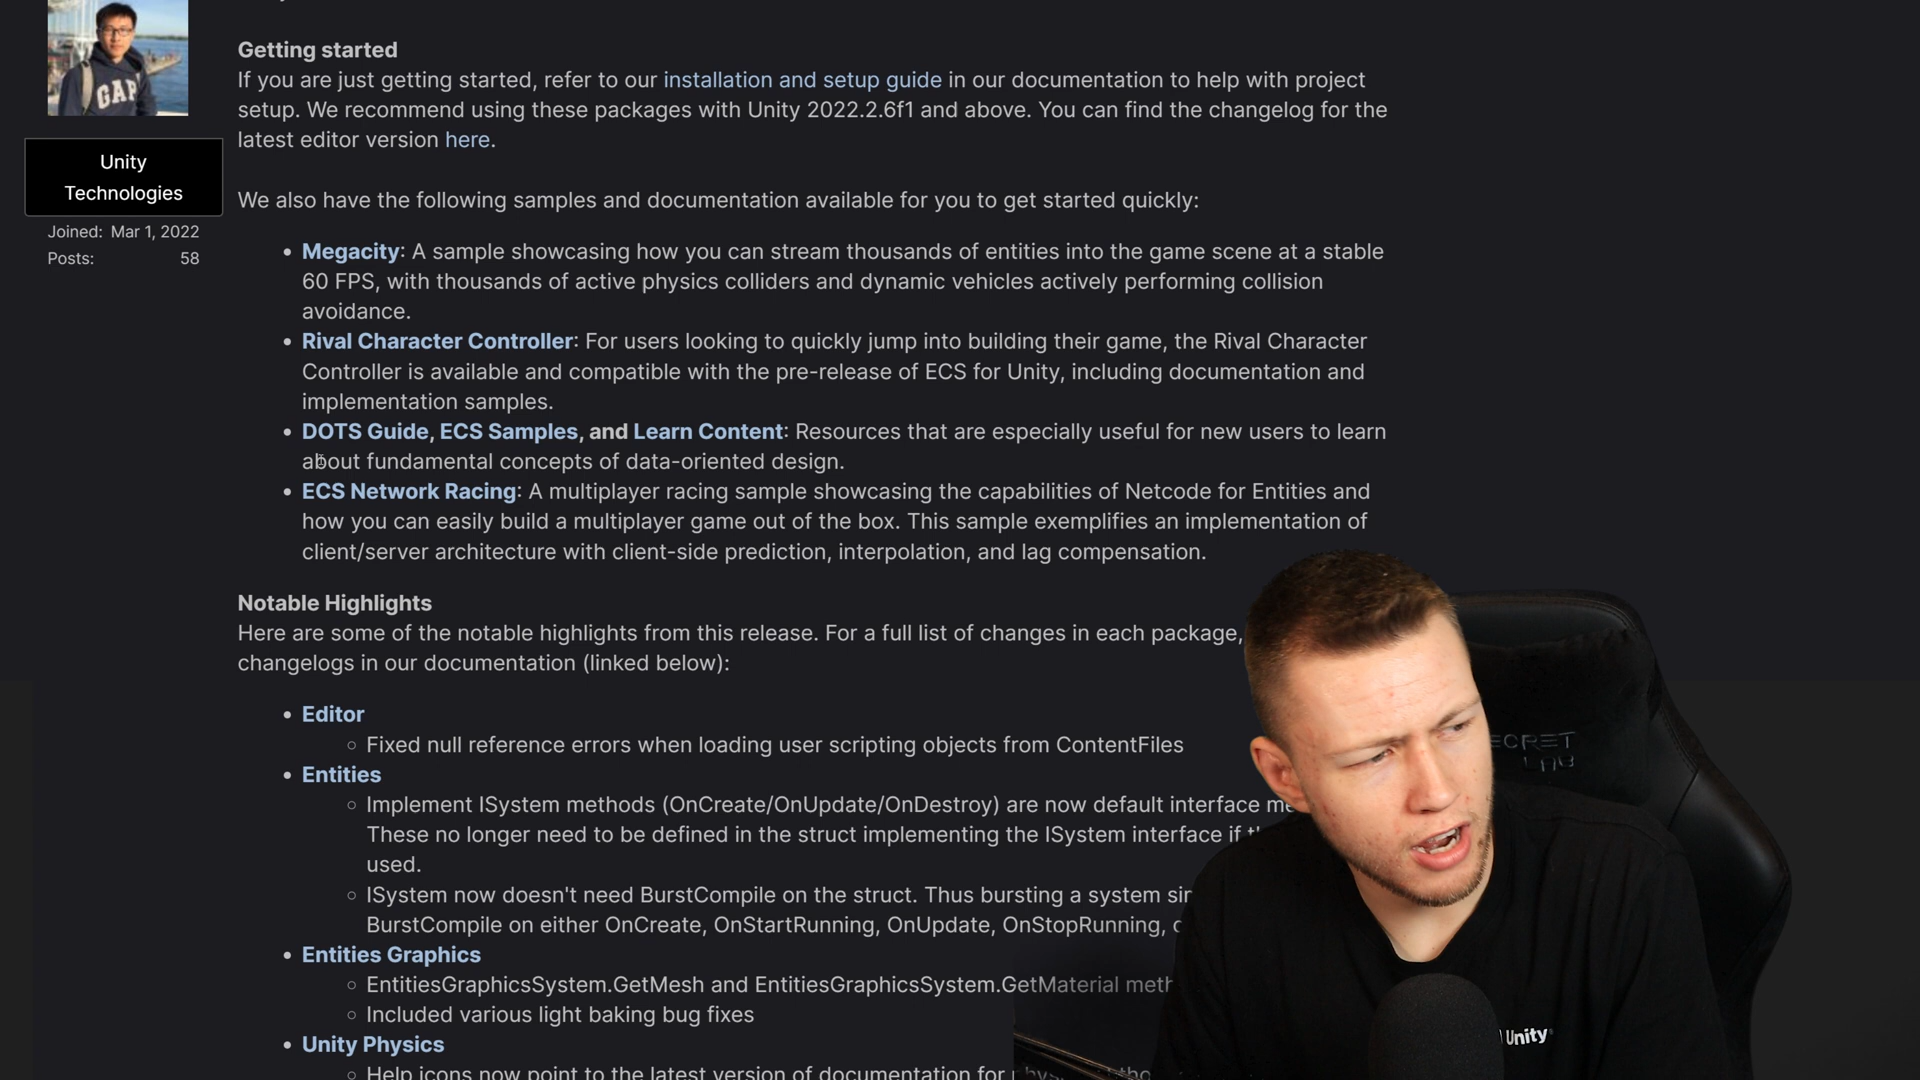 Getting started
If you are just getting started, refer to our installation and setup guide in our documentation to help with project
setup. We recommend using these packages with Unity 2022.2.6f1 and above. You can find the changelog for the
latest editor version here.
GAP
Unity
Technologies
Joined: Mar 1, 2022
Posts: 58
We also have the following samples and documentation available for you to get started quickly:
• Megacity: A sample showcasing how you can stream thousands of entities into the game scene at a stable
60 FPS, with thousands of active physics colliders and dynamic vehicles actively performing collision
avoidance.
• Rival Character Controller: For users looking to quickly jump into building their game, the Rival Character
Controller is available and compatible with the pre-release of ECS for Unity, including documentation and
implementation samples.
• DOTS Guide, ECS Samples, and Learn Content: Resources that are especially useful for new users to learn
about fundamental concepts of data-oriented design.
• ECS Network Racing: A multiplayer racing sample showcasing the capabilities of Netcode for Entities and
how you can easily build a multiplayer game out of the box. This sample exemplifies an implementation of
client/server architecture with client-side prediction, interpolation, and lag compensation.
Notable Highlights
Here are some of the notable highlights from this release. For a full list of changes in each package,
changelogs in our documentation (linked below):
• Editor
◦ Fixed null reference errors when loading user scripting objects from ContentFiles
• Entities
◦ Implement ISystem methods (OnCreate/OnUpdate/OnDestroy) are now default interface
These no longer need to be defined in the struct implementing the ISystem interface if
used.
◦ ISystem now doesn't need BurstCompile on the struct. Thus bursting a system
BurstCompile on either OnCreate, OnStartRunning, OnUpdate, OnStopRunning,
• Entities Graphics
◦ EntitiesGraphicsSystem.GetMesh and EntitiesGraphicsSystem.GetMaterial
◦ Included various light baking bug fixes
• Unity Physics
◦ Help icons now point to the latest version of documentation for
LAB
Unity